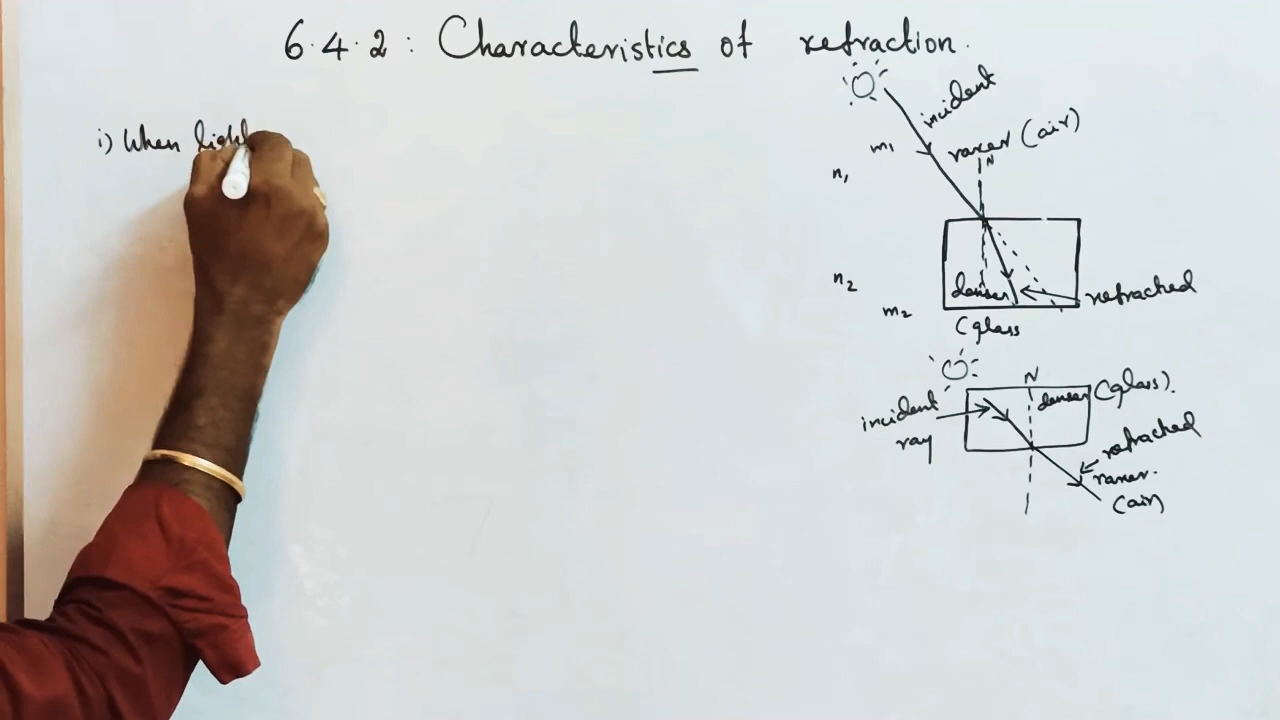 6.4.2 : Characteristics of refraction.
i) When light
incident
rarer (air)
N
m1
n1
n2
m2
denser
refracted
(glass
N
denser (glass).
incident
ray
refracted
rarer.
(air)